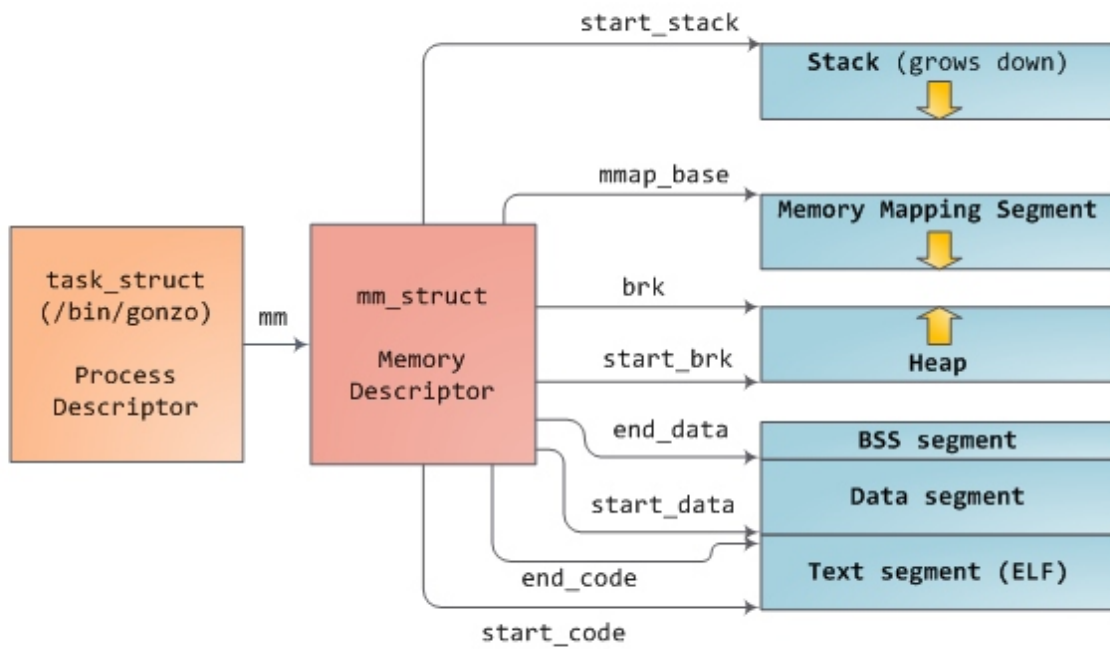 start_stack
Stack (grows down)
mmap_base
Memory Mapping Segment
task_struct
(/bin/gonzo)
Process
Descriptor
mm
mm_struct
Memory
Descriptor
brk
start_brk
Heap
end_data
BSS segment
start_data
Data segment
end_code
Text segment (ELF)
start_code